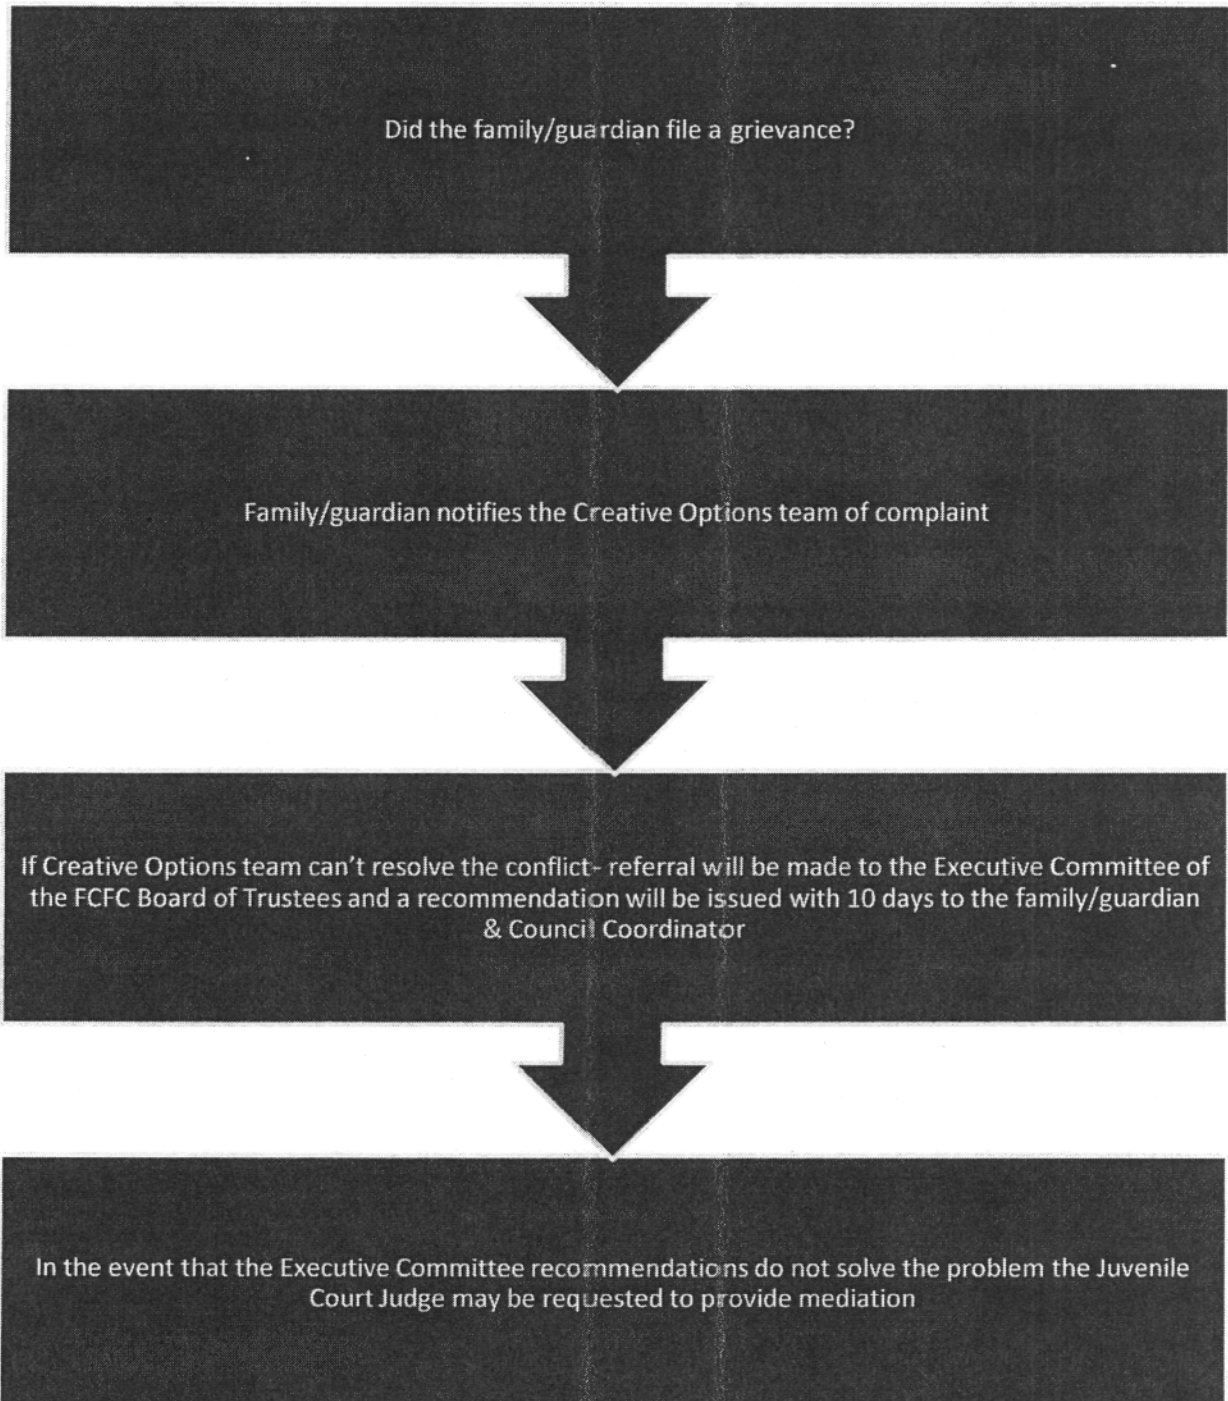 Did the family/guardian file a grievance?
Family/guardian notifies the Creative Options team of complaint
If Creative Options team can't resolve the conflict- referral will be made to the Executive Committee of
the FCFC Board of Trustees and a recommendation will be issued with 10 days to the family/guardian
& Council Coordinator
In the event that the Executive Committee recommendations do not solve the problem the Juvenile
Court Judge may be requested to provide mediation